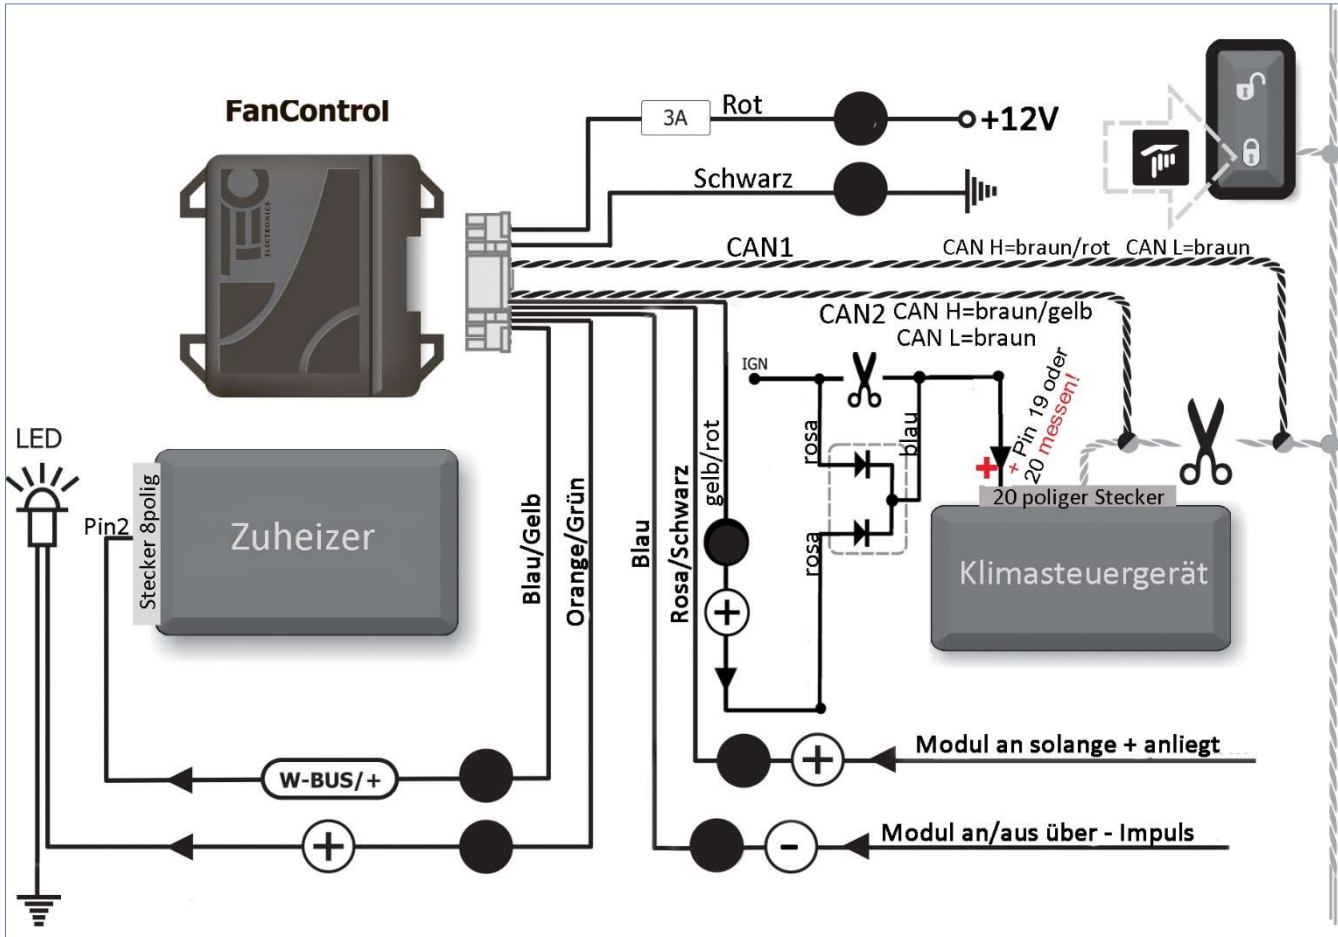 FanControl
TEC
ELECTRONICS
3A
Rot
+12V
Schwarz
CAN1
CAN H=braun/rot CAN L=braun
CAN2 CAN H=braun/gelb
CAN L=braun
IGN
+ Pin 19 oder
20 messen!
+
rosa
blau
rosa
gelb/rot
Rosa/Schwarz
Blau
Orange/Grün
Blau/Gelb
20 poliger Stecker
Klimasteuergerät
LED
Pin2
Stecker 8polig
Zuheizer
+
W-BUS/+
+
+
Modul an solange + anliegt
-
Modul an/aus über - Impuls